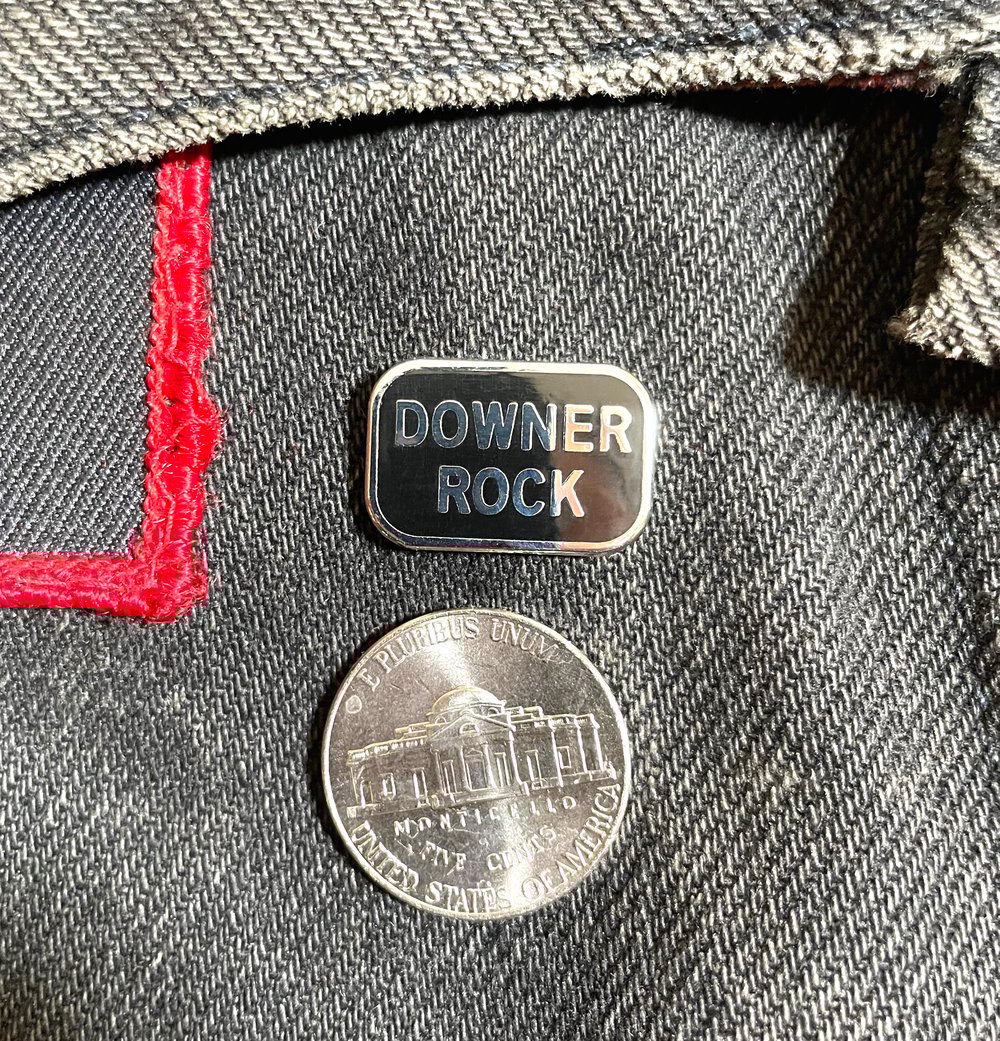 DOWNER
ROCK
E PLURIBUS UNUM
MONTICELLO
FIVE CENTS
UNITED STATES OF AMERICA